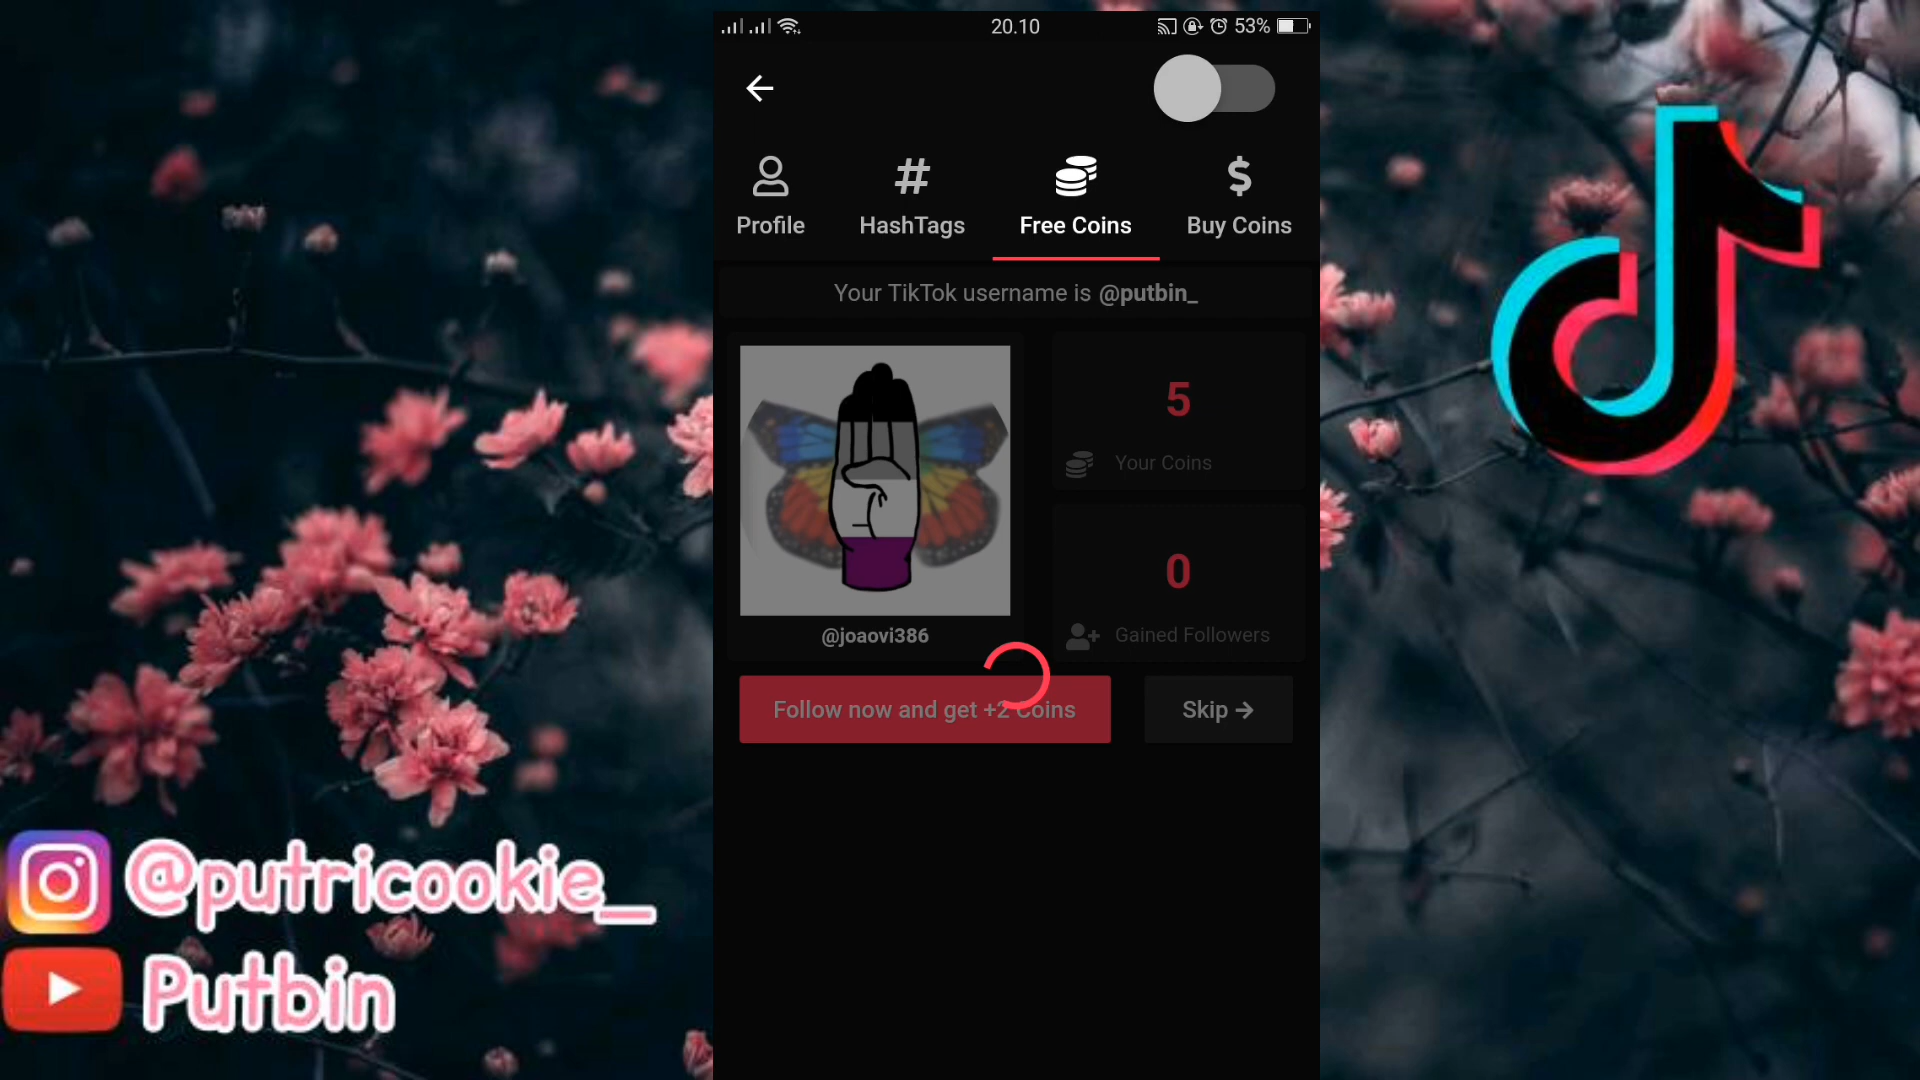 20.10
53%
Profile
HashTags
Free Coins
Buy Coins
Your TikTok username is @putbin_
5
Your Coins
@joaovi386
0
Gained Followers
Follow now and get +2 Coins
Skip →
@putricookie_
Putbin